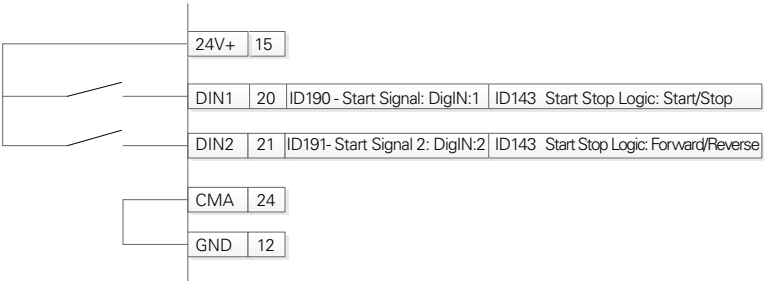 24V+ 15
DIN1 20 ID190 - Start Signal: DigIN:1 ID143 Start Stop Logic: Start/Stop
DIN2 21 ID191- Start Signal 2: DigIN:2 ID143 Start Stop Logic: Forward/Reverse
CMA 24
GND 12